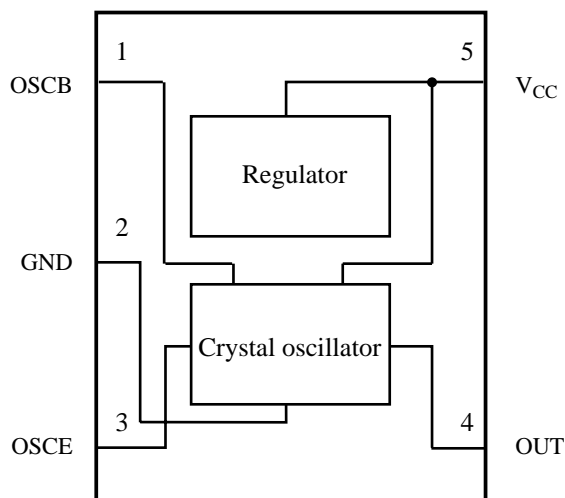 1 5
OSCB V_CC
Regulator
2
GND
Crystal oscillator
3 4
OSCE OUT